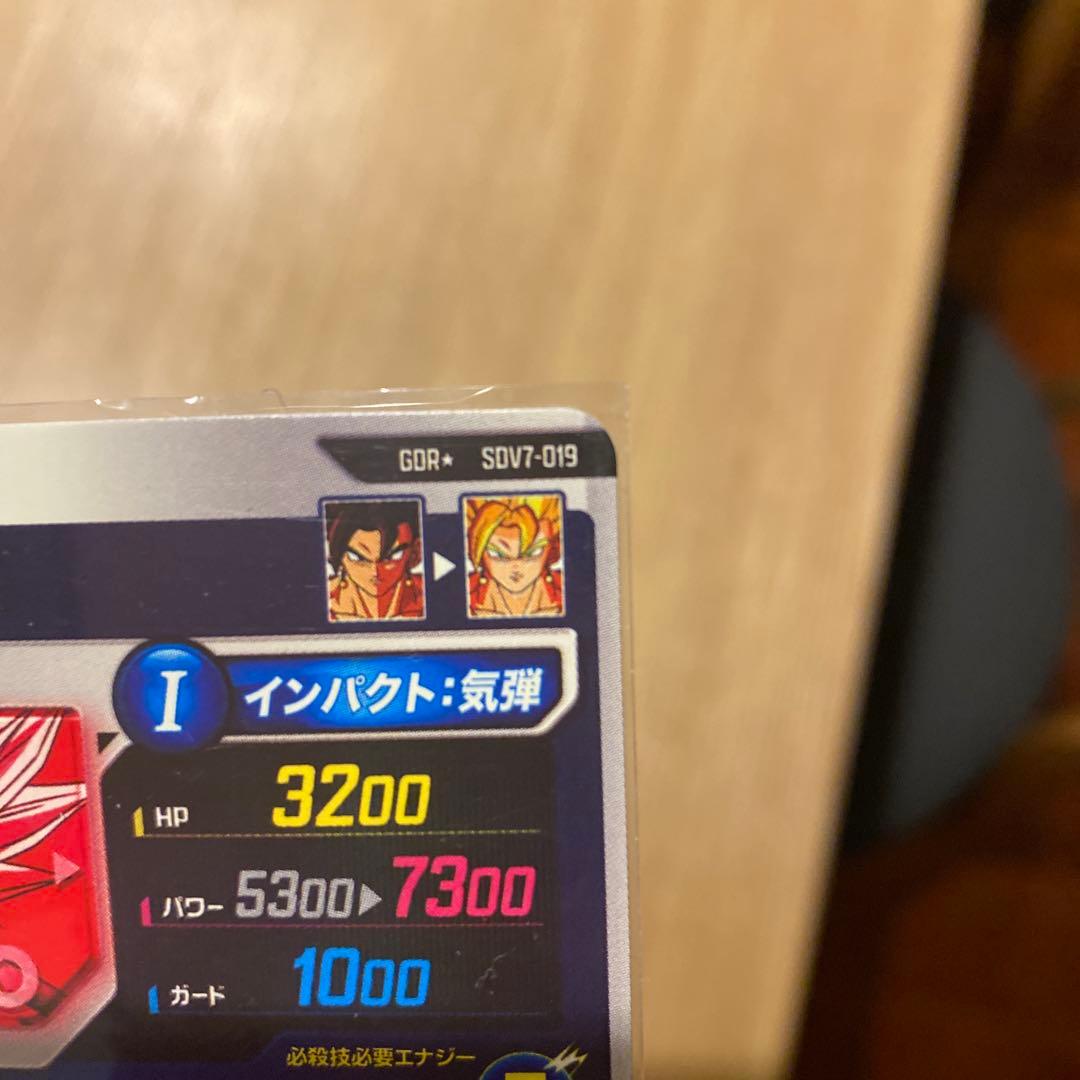 GDR★ SDV7-019
I インパクト：気弾
HP 3200
パワー 5300▶7300
ガード 1000
必殺技必要エナジー